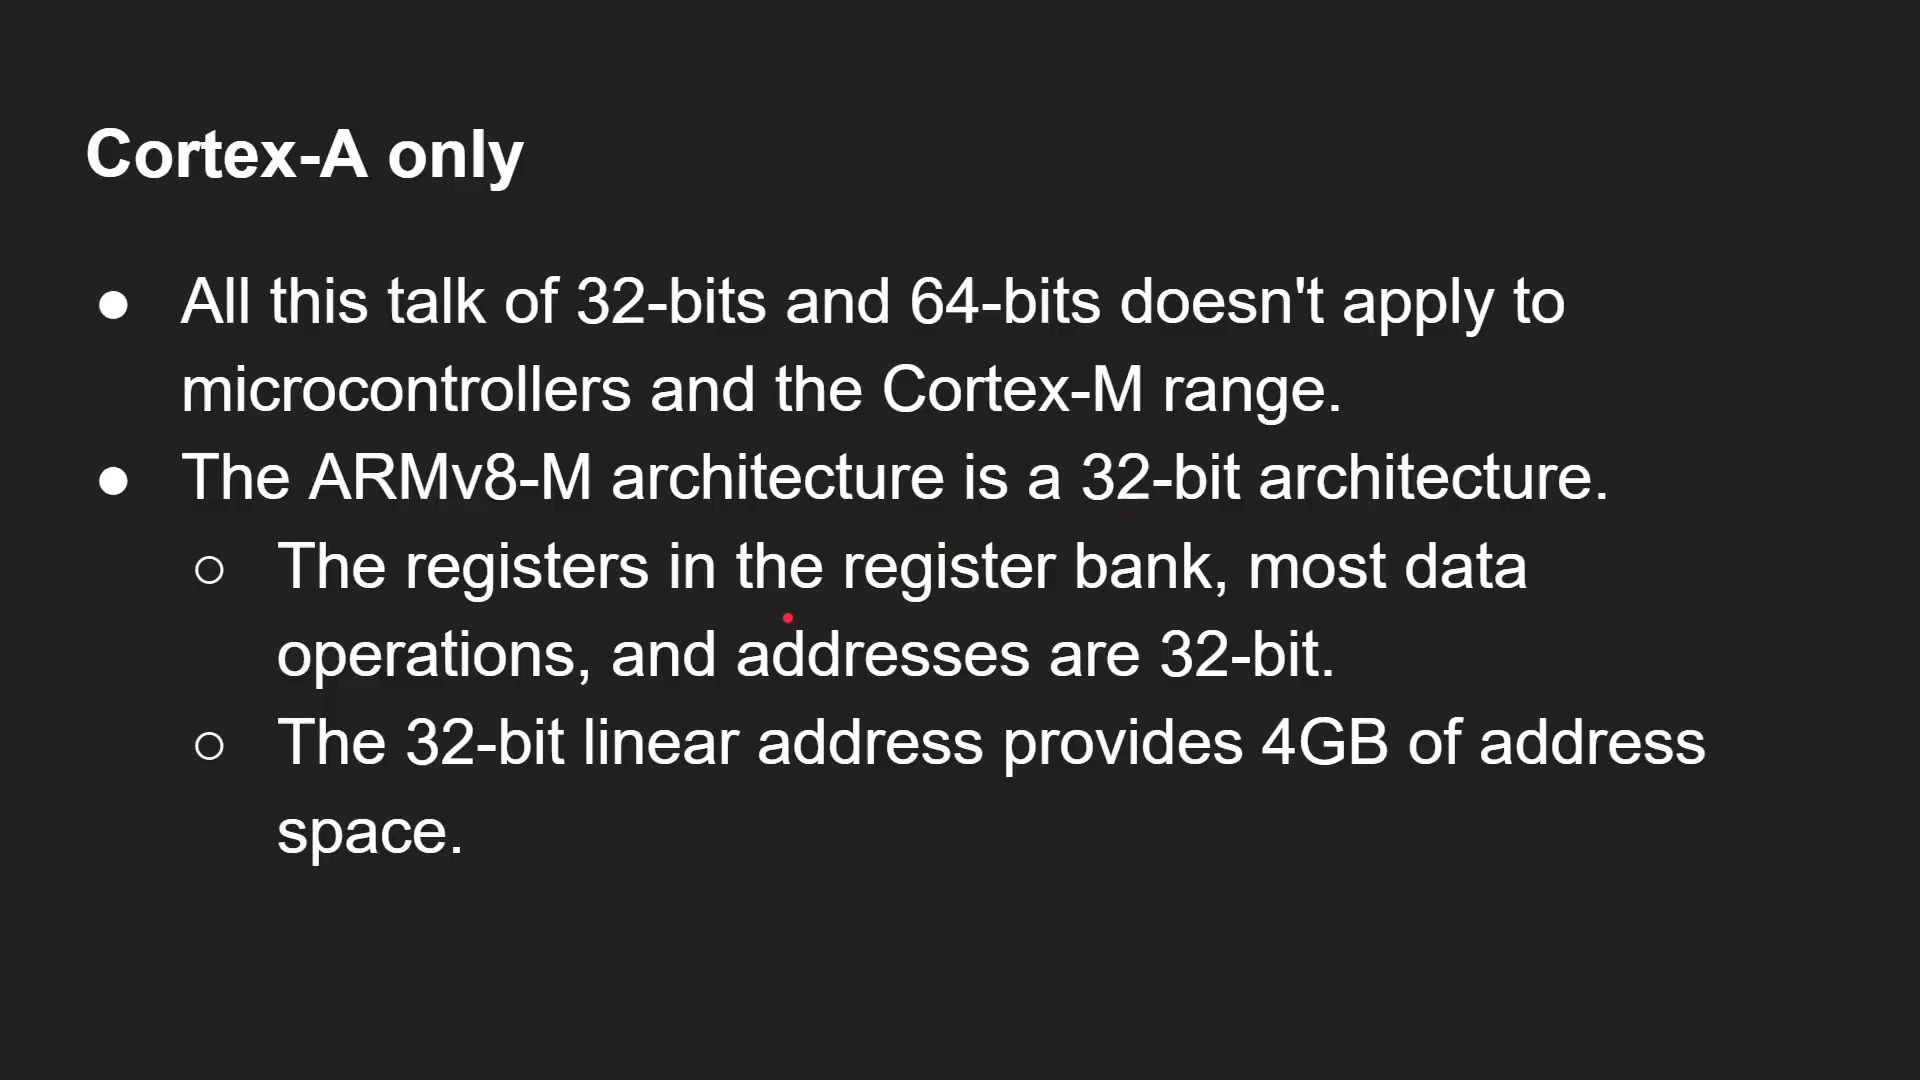 Cortex-A only
● All this talk of 32-bits and 64-bits doesn't apply to
microcontrollers and the Cortex-M range.
● The ARMv8-M architecture is a 32-bit architecture.
○ The registers in the register bank, most data
operations, and addresses are 32-bit.
○ The 32-bit linear address provides 4GB of address
space.